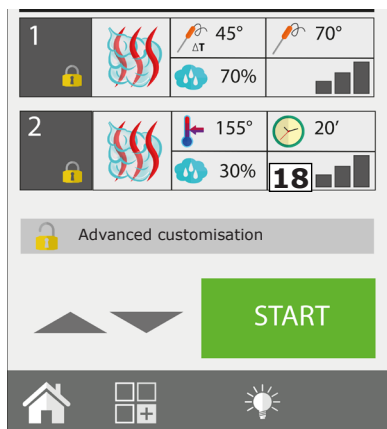 1
45° 70°
ΔT
70%
2
155° 20’
30% 18
Advanced customisation
START